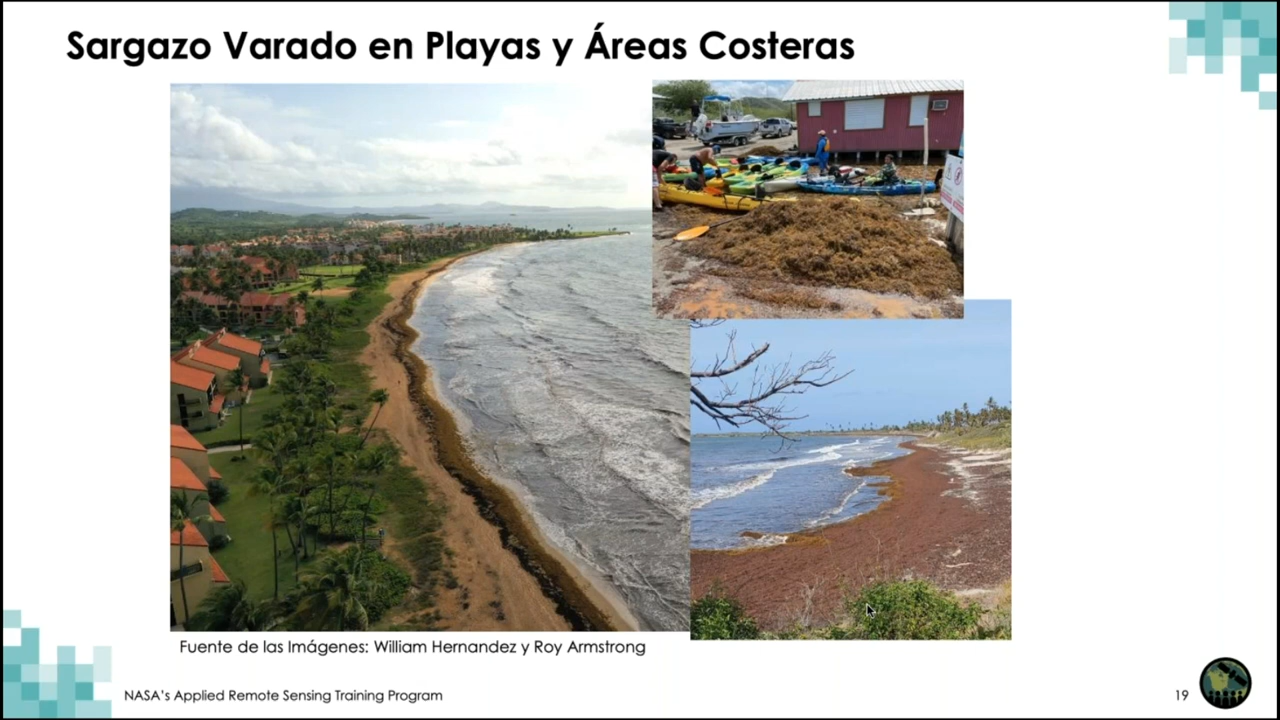 Sargazo Varado en Playas y Áreas Costeras
Fuente de las Imágenes: William Hernandez y Roy Armstrong
NASA's Applied Remote Sensing Training Program
19